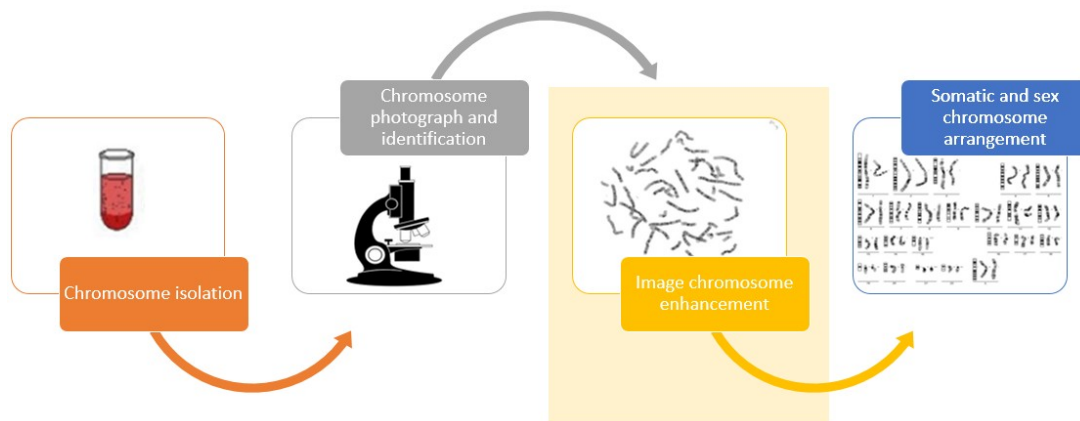 Chromosome isolation
Chromosome
photograph and
identification
Image chromosome
enhancement
Somatic and sex
chromosome
arrangement